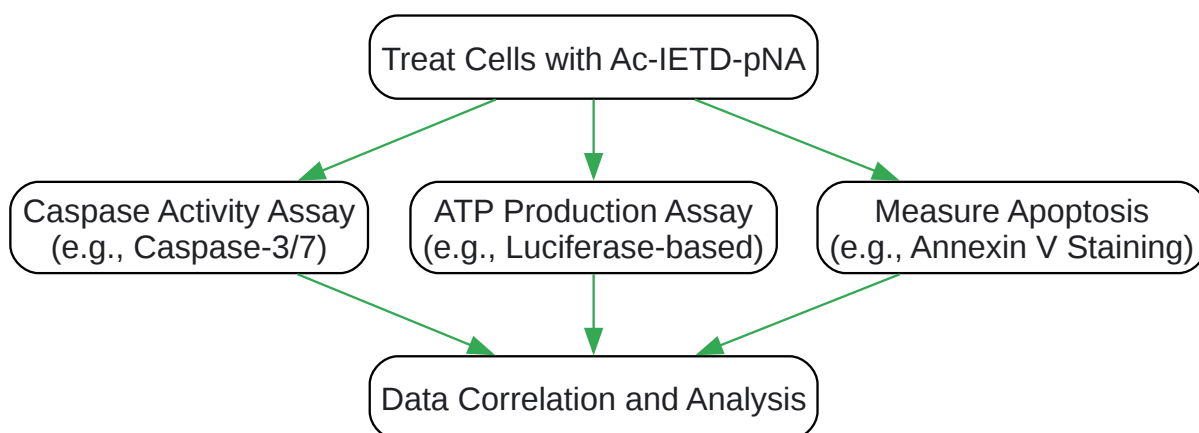 Treat Cells with Ac-IETD-pNA
Caspase Activity Assay
(e.g., Caspase-3/7)
ATP Production Assay
(e.g., Luciferase-based)
Measure Apoptosis
(e.g., Annexin V Staining)
Data Correlation and Analysis